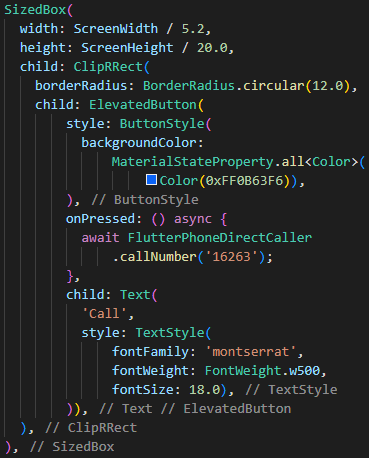 SizedBox(
  width: ScreenWidth / 5.2,
  height: ScreenHeight / 20.0,
  child: ClipRRect(
    borderRadius: BorderRadius.circular(12.0),
    child: ElevatedButton(
        style: ButtonStyle(
          backgroundColor:
              MaterialStateProperty.all<Color>(
                  Color(0xFF0B63F6)),
        ), // ButtonStyle
        onPressed: () async {
          await FlutterPhoneDirectCaller
              .callNumber('16263');
        },
        child: Text(
          'Call',
          style: TextStyle(
              fontFamily: 'montserrat',
              fontWeight: FontWeight.w500,
              fontSize: 18.0), // TextStyle
        )), // Text // ElevatedButton
  ), // ClipRRect
), // SizedBox